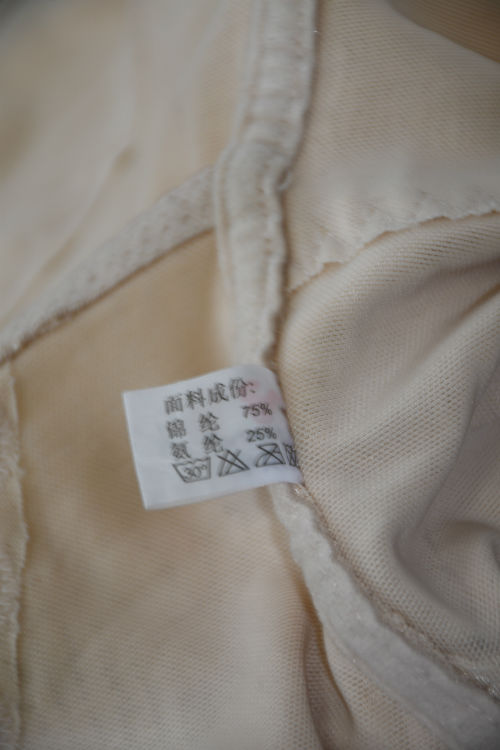 面料成份:
锦 纶 75%
氨 纶 25%
30°